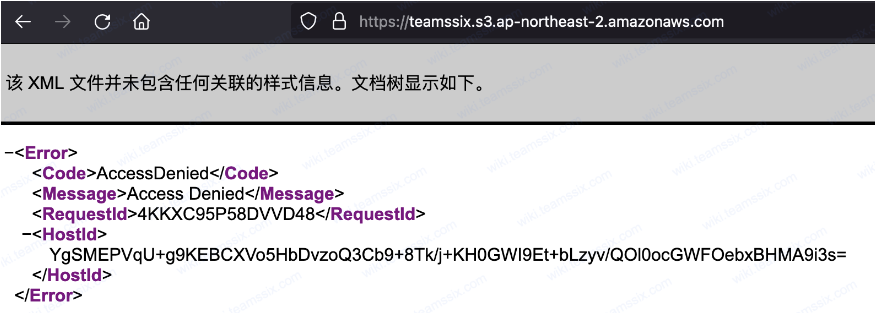 https://teamssix.s3.ap-northeast-2.amazonaws.com
该 XML 文件并未包含任何关联的样式信息。文档树显示如下。
−<Error>
<Code>AccessDenied</Code>
<Message>Access Denied</Message>
<RequestId>4KKXC95P58DVVD48</RequestId>
−<HostId>
YgSMEPVqU+g9KEBCXVo5HbDvzoQ3Cb9+8Tk/j+KH0GWI9Et+bLzyv/QOl0ocGWFOebxBHMA9i3s=
</HostId>
</Error>
wiki.teamssix.com